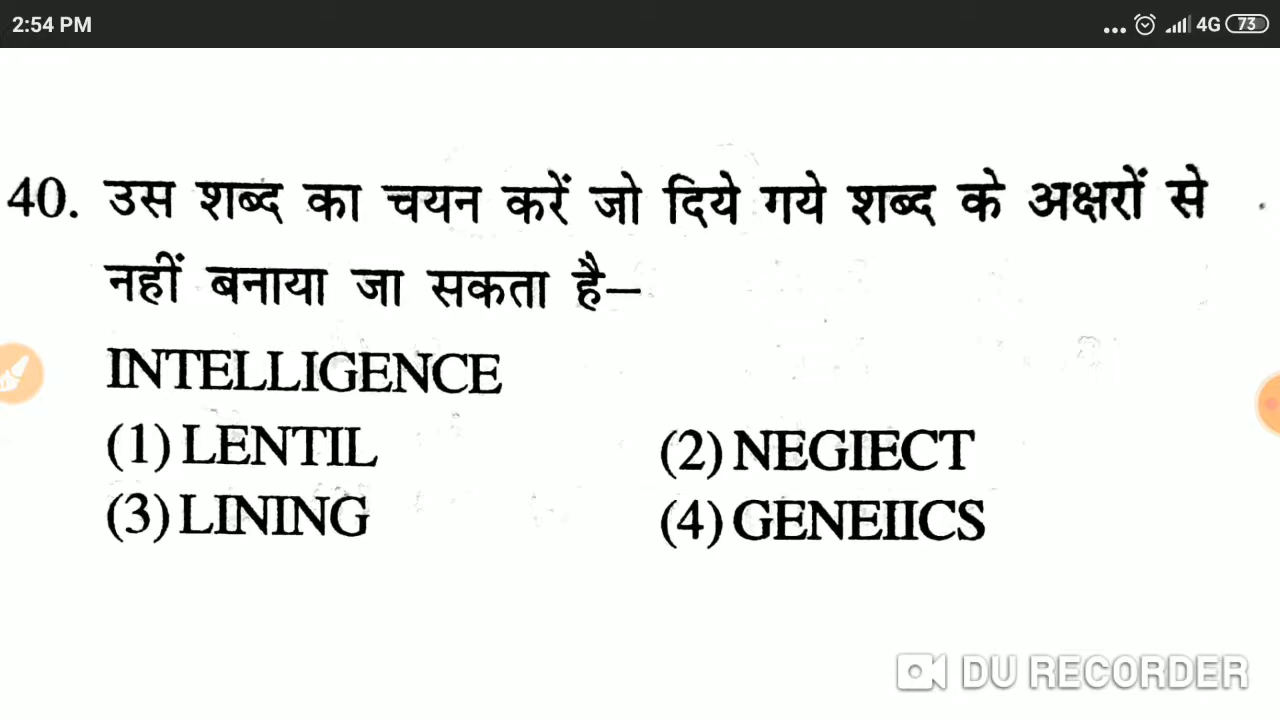 2:54 PM ... 4G 73
40. उस शब्द का चयन करें जो दिये गये शब्द के अक्षरों से
नहीं बनाया जा सकता है–
INTELLIGENCE
(1) LENTIL (2) NEGIECT
(3) LINING (4) GENEIICS
DU RECORDER